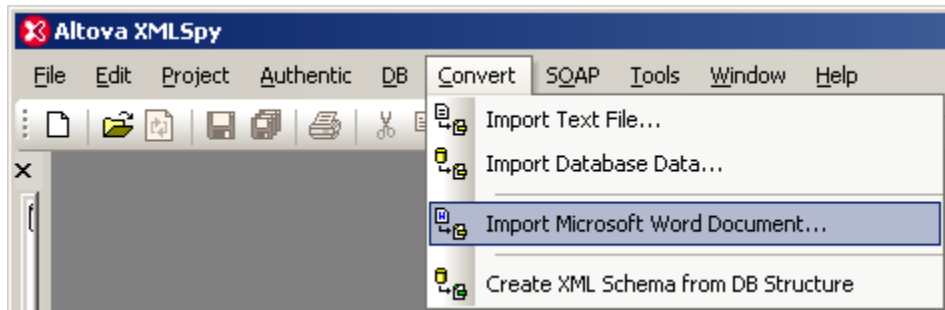 Altova XMLSpy
File Edit Project Authentic DB Convert SOAP Tools Window Help
Import Text File...
Import Database Data...
Import Microsoft Word Document...
Create XML Schema from DB Structure